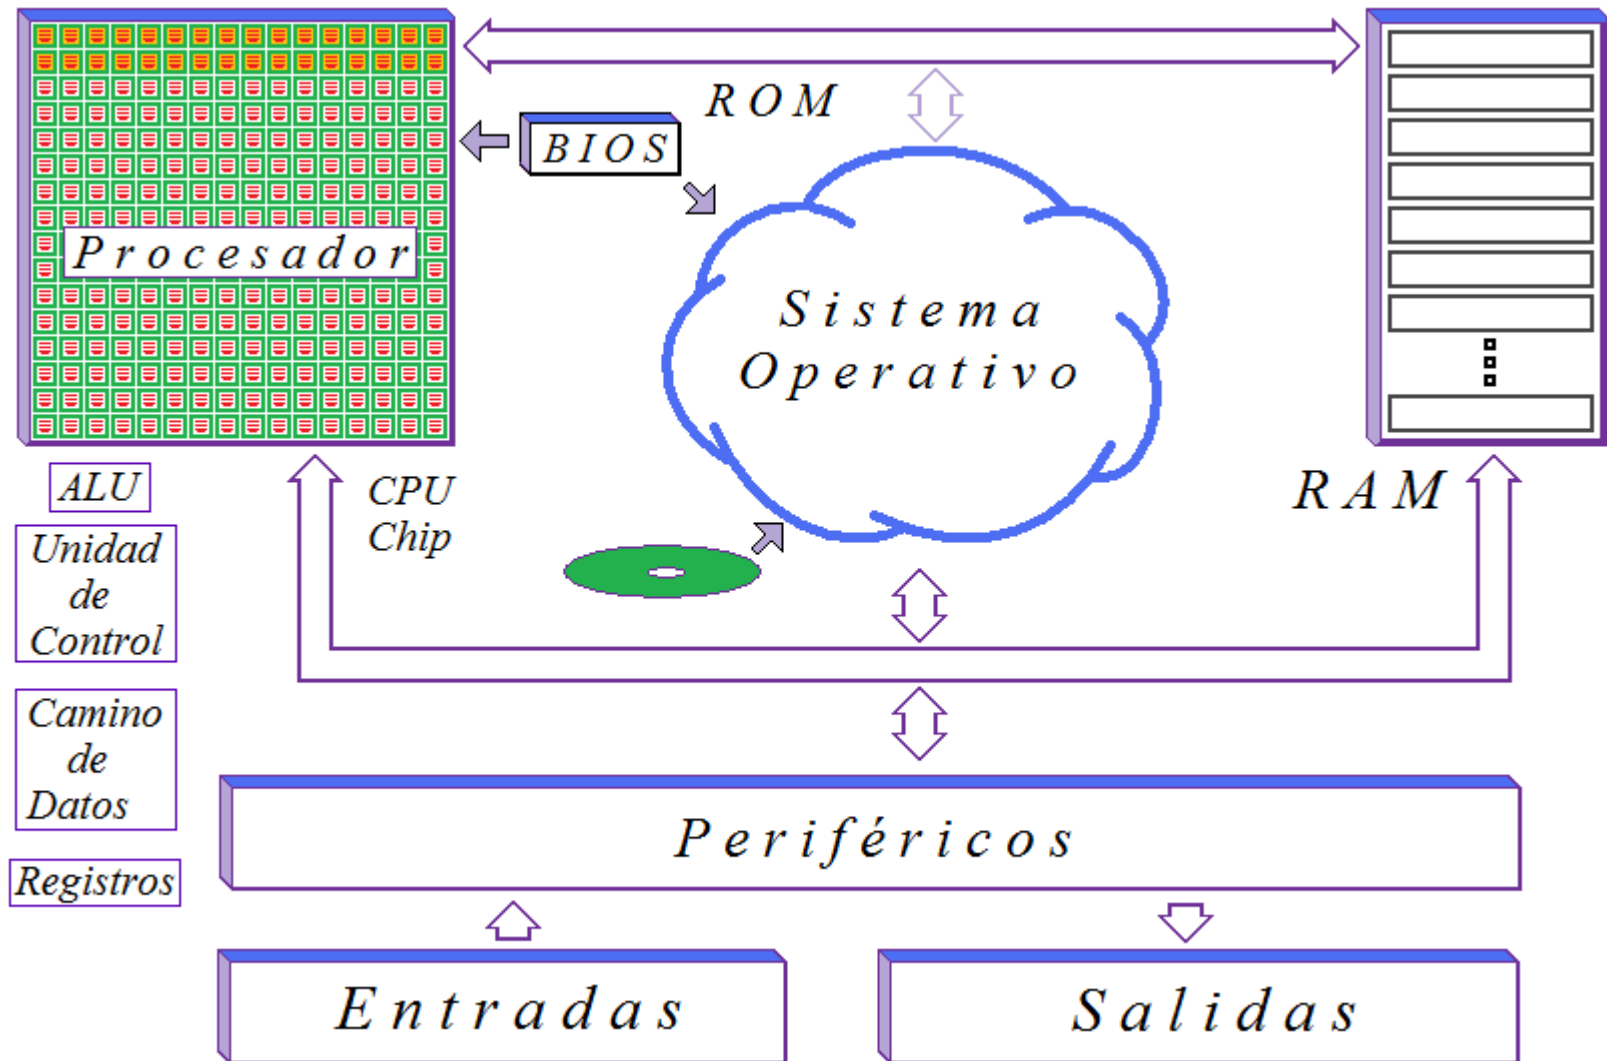 ROM
BIOS
Procesador
Sistema
Operativo
ALU
CPU
Chip
RAM
Unidad
de
Control
Camino
de
Datos
Periféricos
Registros
Entradas
Salidas